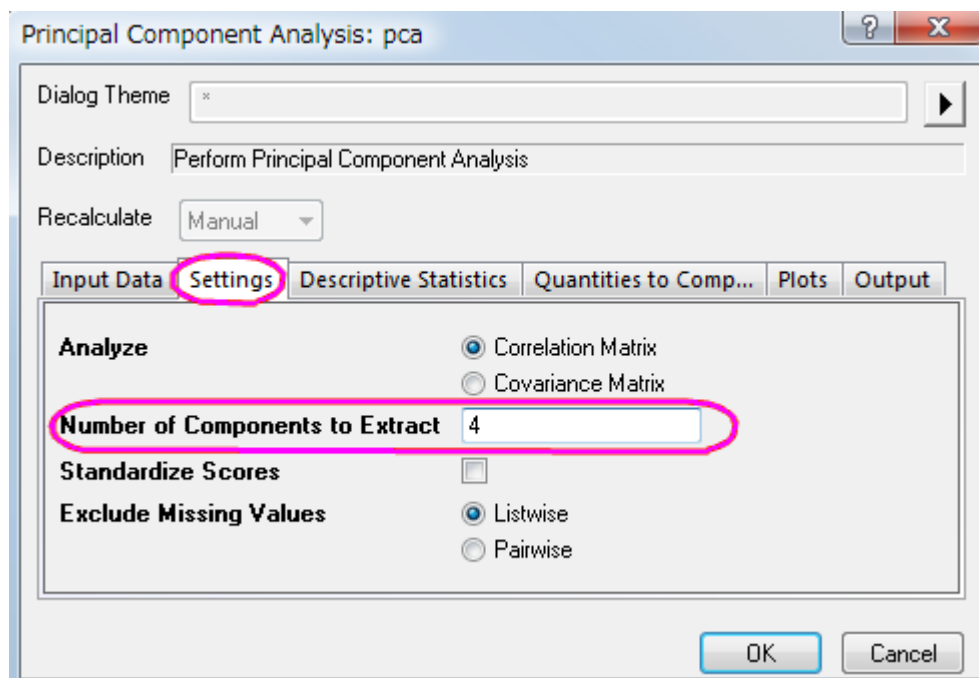 Principal Component Analysis: pca
Dialog Theme *
Description Perform Principal Component Analysis
Recalculate Manual
Input Data Settings Descriptive Statistics Quantities to Comp... Plots Output
Analyze Correlation Matrix
Covariance Matrix
Number of Components to Extract 4
Standardize Scores
Exclude Missing Values Listwise
Pairwise
OK Cancel